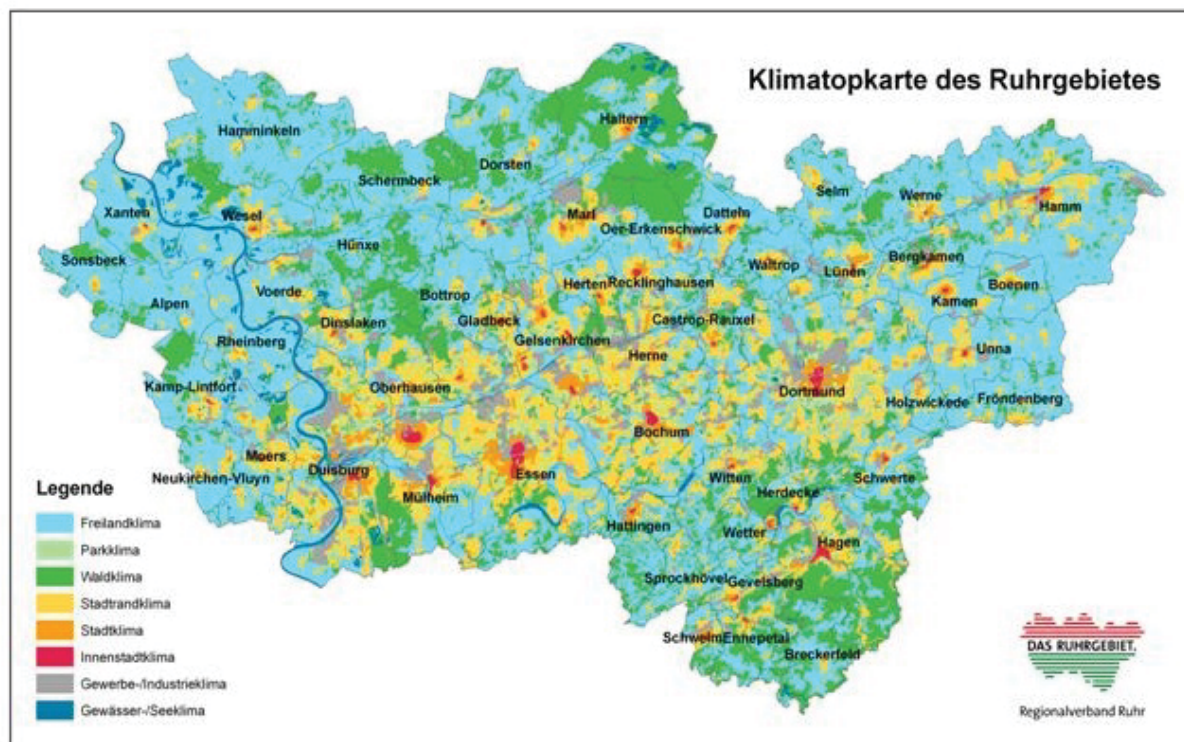 Klimatopkarte des Ruhrgebietes
Haltern
Hamminkeln
Dorsten
Schermbeck
Selm
Werne
Xanten
Wesel
Marl
Datteln
Hamm
Oer-Erkenschwick
Hünxe
Sonsbeck
Bergkamen
Waltrop
Lünen
Herten
Recklinghausen
Boenen
Voerde
Bottrop
Alpen
Kamen
Dinslaken
Gladbeck
Castrop-Rauxel
Rheinberg
Gelsenkirchen
Unna
Herne
Kamp-Lintfort
Oberhausen
Dortmund
Holzwickede
Fröndenberg
Bochum
Moers
Duisburg
Essen
Neukirchen-Vluyn
Mülheim
Witten
Schwerte
Herdecke
Hattingen
Wetter
Hagen
Sprockhövel
Gevelsberg
Schwelm
Ennepetal
Breckerfeld
Legende
Freilandklima
Parkklima
Waldklima
Stadtrandklima
Stadtklima
Innenstadtklima
Gewerbe-/Industrieklima
Gewässer-/Seeklima
DAS RUHRGEBIET.
Regionalverband Ruhr